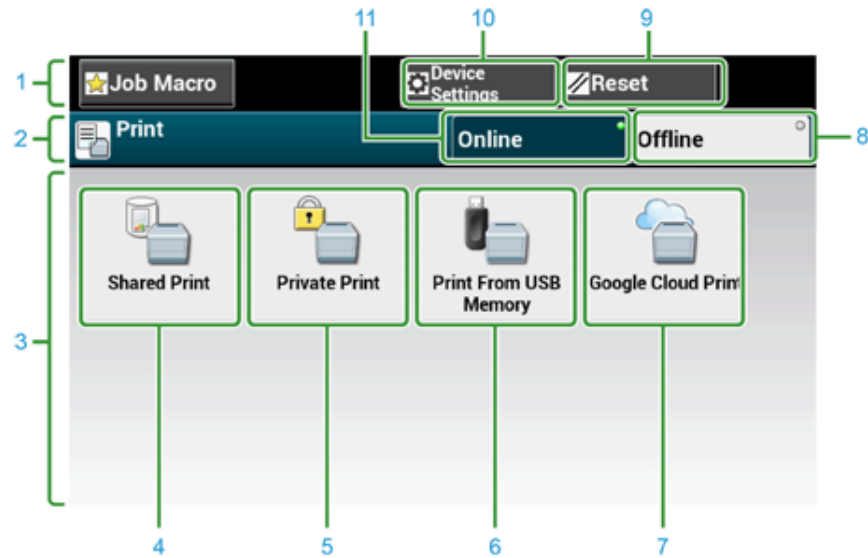 11
10
9
1
Job Macro
Device
Settings
Reset
2
Print
Online
Offline
8
3
Shared Print
Private Print
Print From USB
Memory
Google Cloud Prin
4
5
6
7